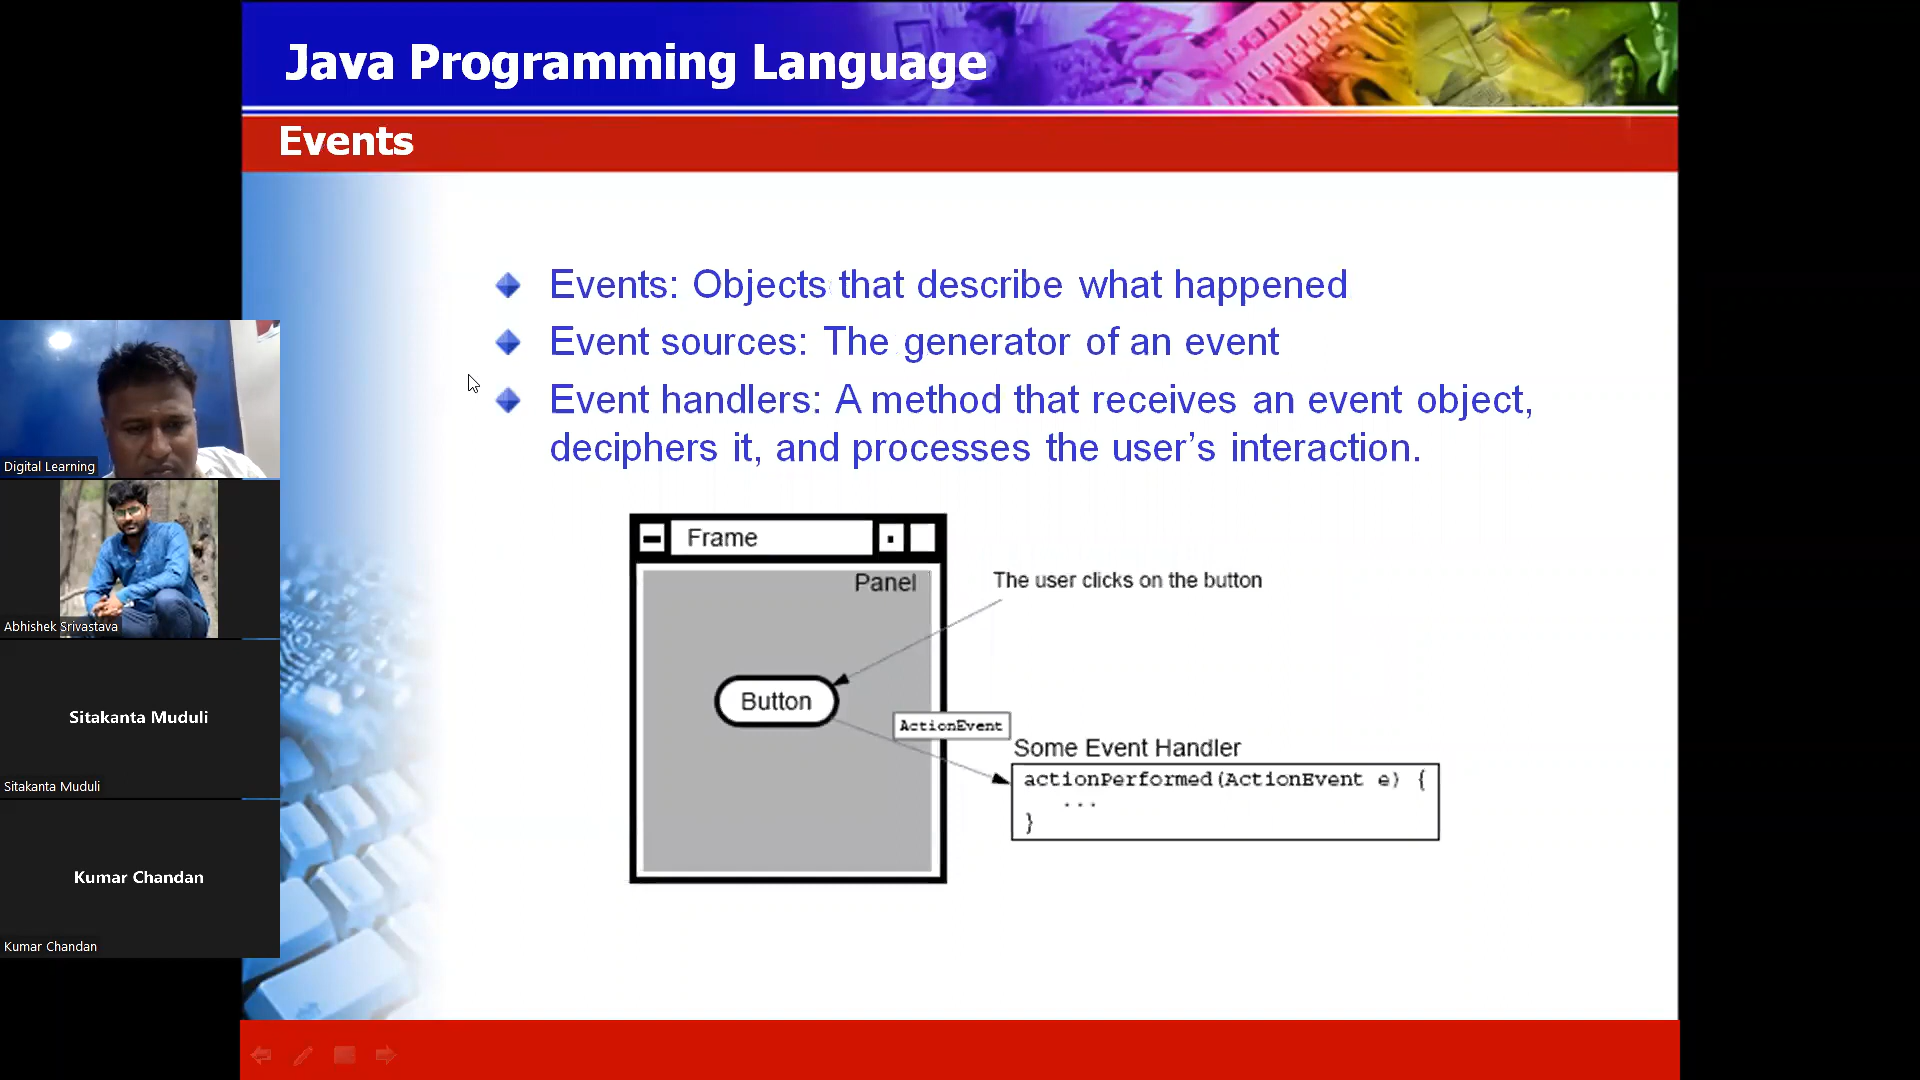 Java Programming Language
Events
Events: Objects that describe what happened
Event sources: The generator of an event
Event handlers: A method that receives an event object,
deciphers it, and processes the user's interaction.
Frame
Panel
The user clicks on the button
Button
ActionEvent
Some Event Handler
actionPerformed(ActionEvent e) {
...
}
Digital Learning
Abhishek Srivastava
Sitakanta Muduli
Sitakanta Muduli
Kumar Chandan
Kumar Chandan